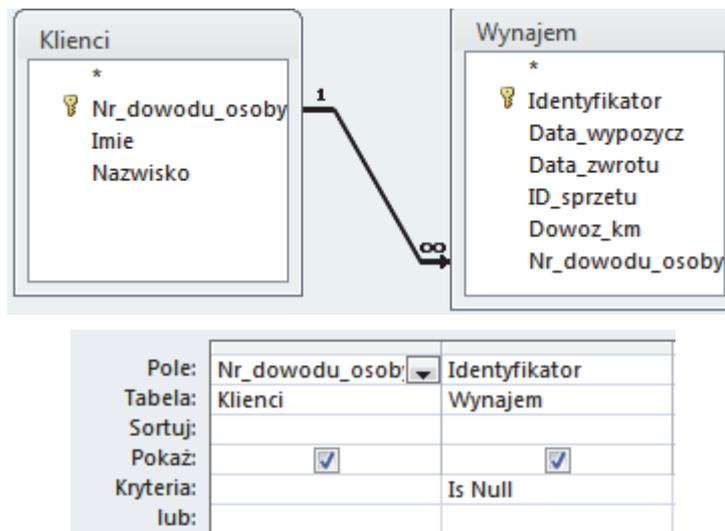 Klienci
*
Nr_dowodu_osoby
Imie
Nazwisko
1
∞
Wynajem
*
Identyfikator
Data_wypozycz
Data_zwrotu
ID_sprzetu
Dowoz_km
Nr_dowodu_osoby
Pole: Nr_dowodu_osoby Identyfikator
Tabela: Klienci Wynajem
Sortuj:
Pokaż:
Kryteria: Is Null
lub: